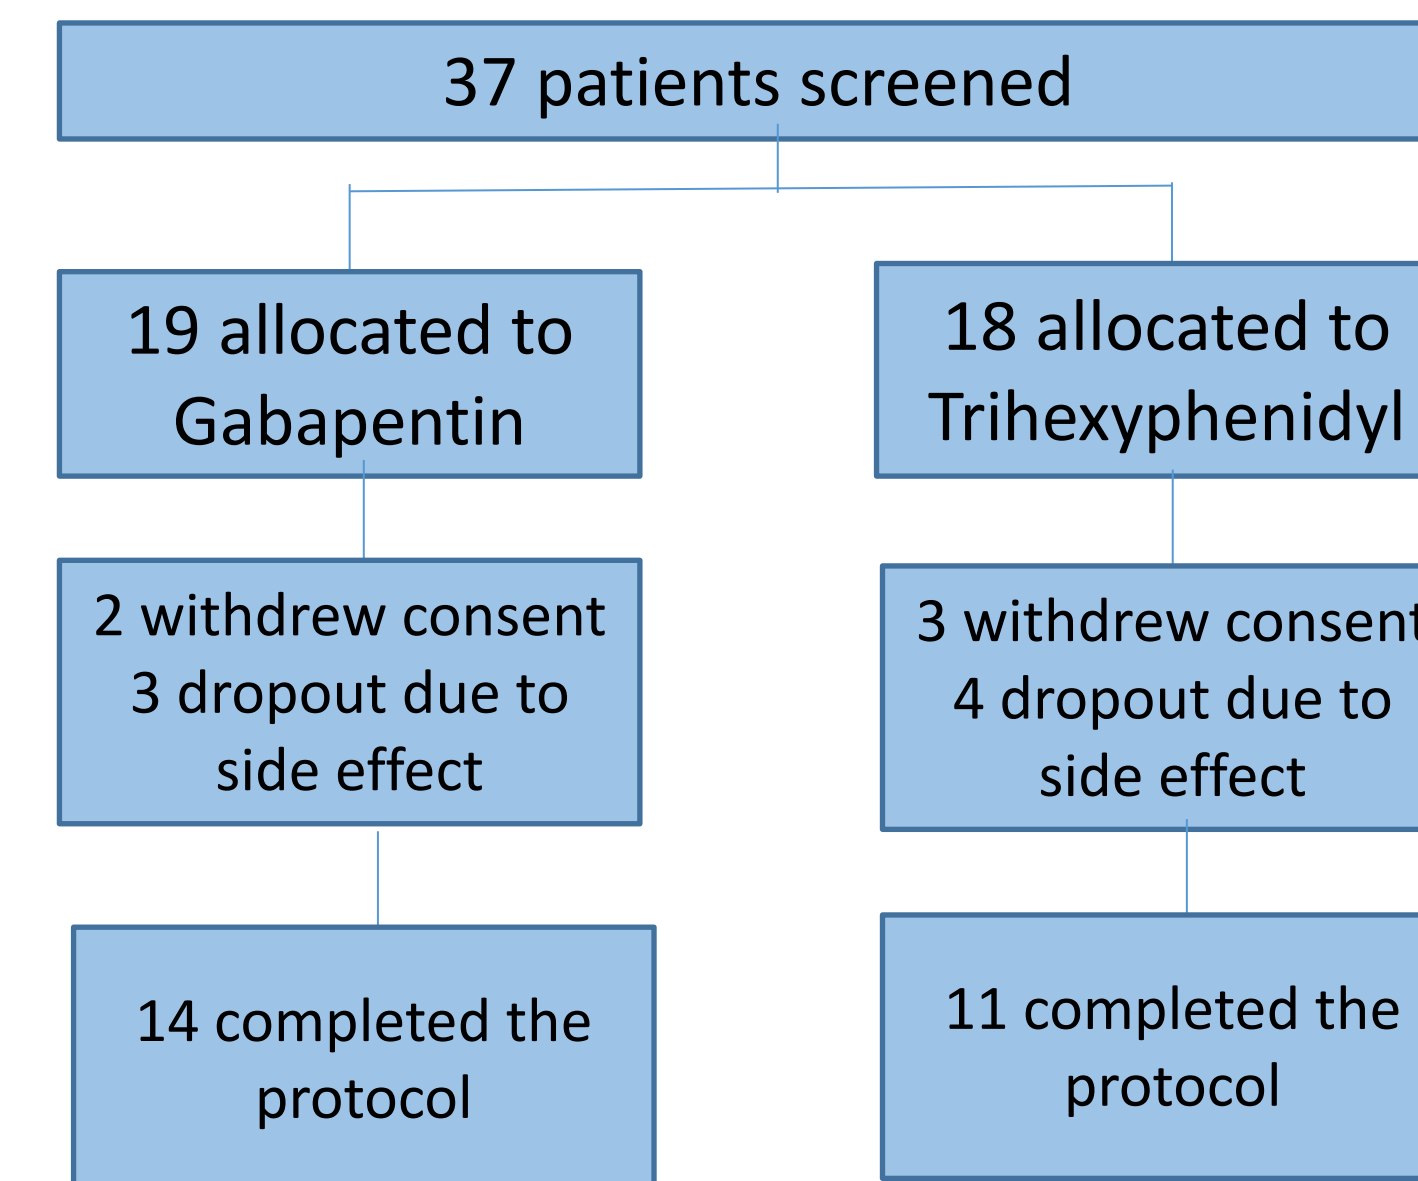 37 patients screened
19 allocated to
Gabapentin
18 allocated to
Trihexyphenidyl
2 withdrew consent
3 dropout due to
side effect
3 withdrew consent
4 dropout due to
side effect
14 completed the
protocol
11 completed the
protocol